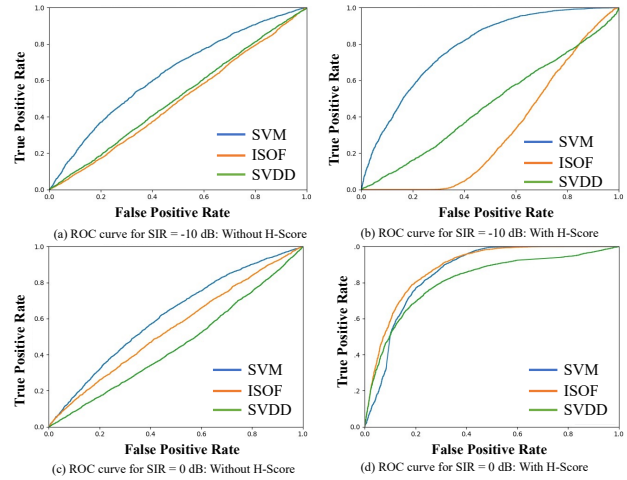 1.0
0.8
0.6
0.4
0.2
0.0
True Positive Rate
SVM
ISOF
SVDD
0.0 0.2 0.4 0.6 0.8 1.0
False Positive Rate
(a) ROC curve for SIR = -10 dB: Without H-Score
1.0
0.8
0.6
0.4
0.2
0.0
True Positive Rate
SVM
ISOF
SVDD
0.0 0.2 0.4 0.6 0.8 1.0
False Positive Rate
(b) ROC curve for SIR = -10 dB: With H-Score
1.0
0.8
0.6
0.4
0.2
0.0
True Positive Rate
SVM
ISOF
SVDD
0.0 0.2 0.4 0.6 0.8 1.0
False Positive Rate
(c) ROC curve for SIR = 0 dB: Without H-Score
.0
.8
.6
.4
.2
.0
True Positive Rate
SVM
ISOF
SVDD
0.0 0.2 0.4 0.6 0.8 1.0
False Positive Rate
(d) ROC curve for SIR = 0 dB: With H-Score